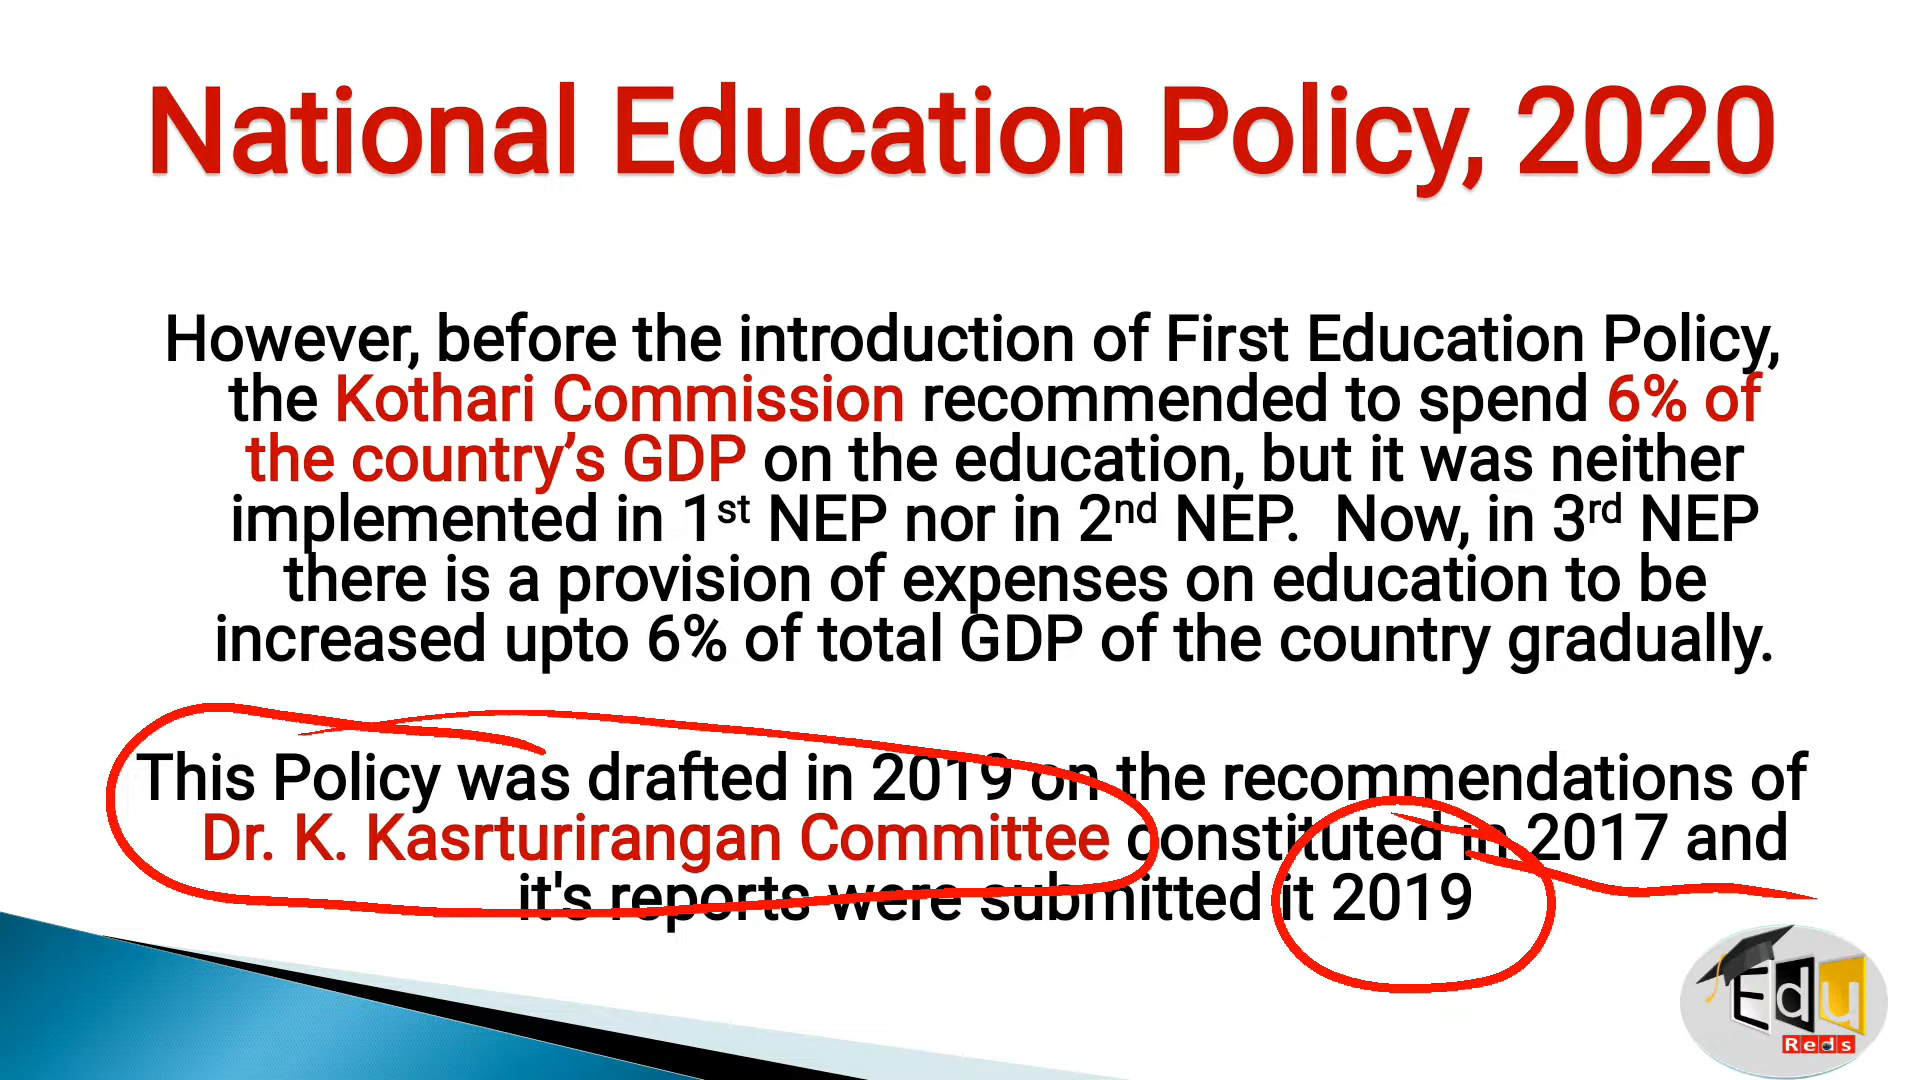 National Education Policy, 2020
However, before the introduction of First Education Policy,
the Kothari Commission recommended to spend 6% of
the country’s GDP on the education, but it was neither
implemented in 1st NEP nor in 2nd NEP. Now, in 3rd NEP
there is a provision of expenses on education to be
increased upto 6% of total GDP of the country gradually.
This Policy was drafted in 2019 on the recommendations of
Dr. K. Kasrturirangan Committee constituted in 2017 and
it's reports were submitted it 2019
Edu
Reds